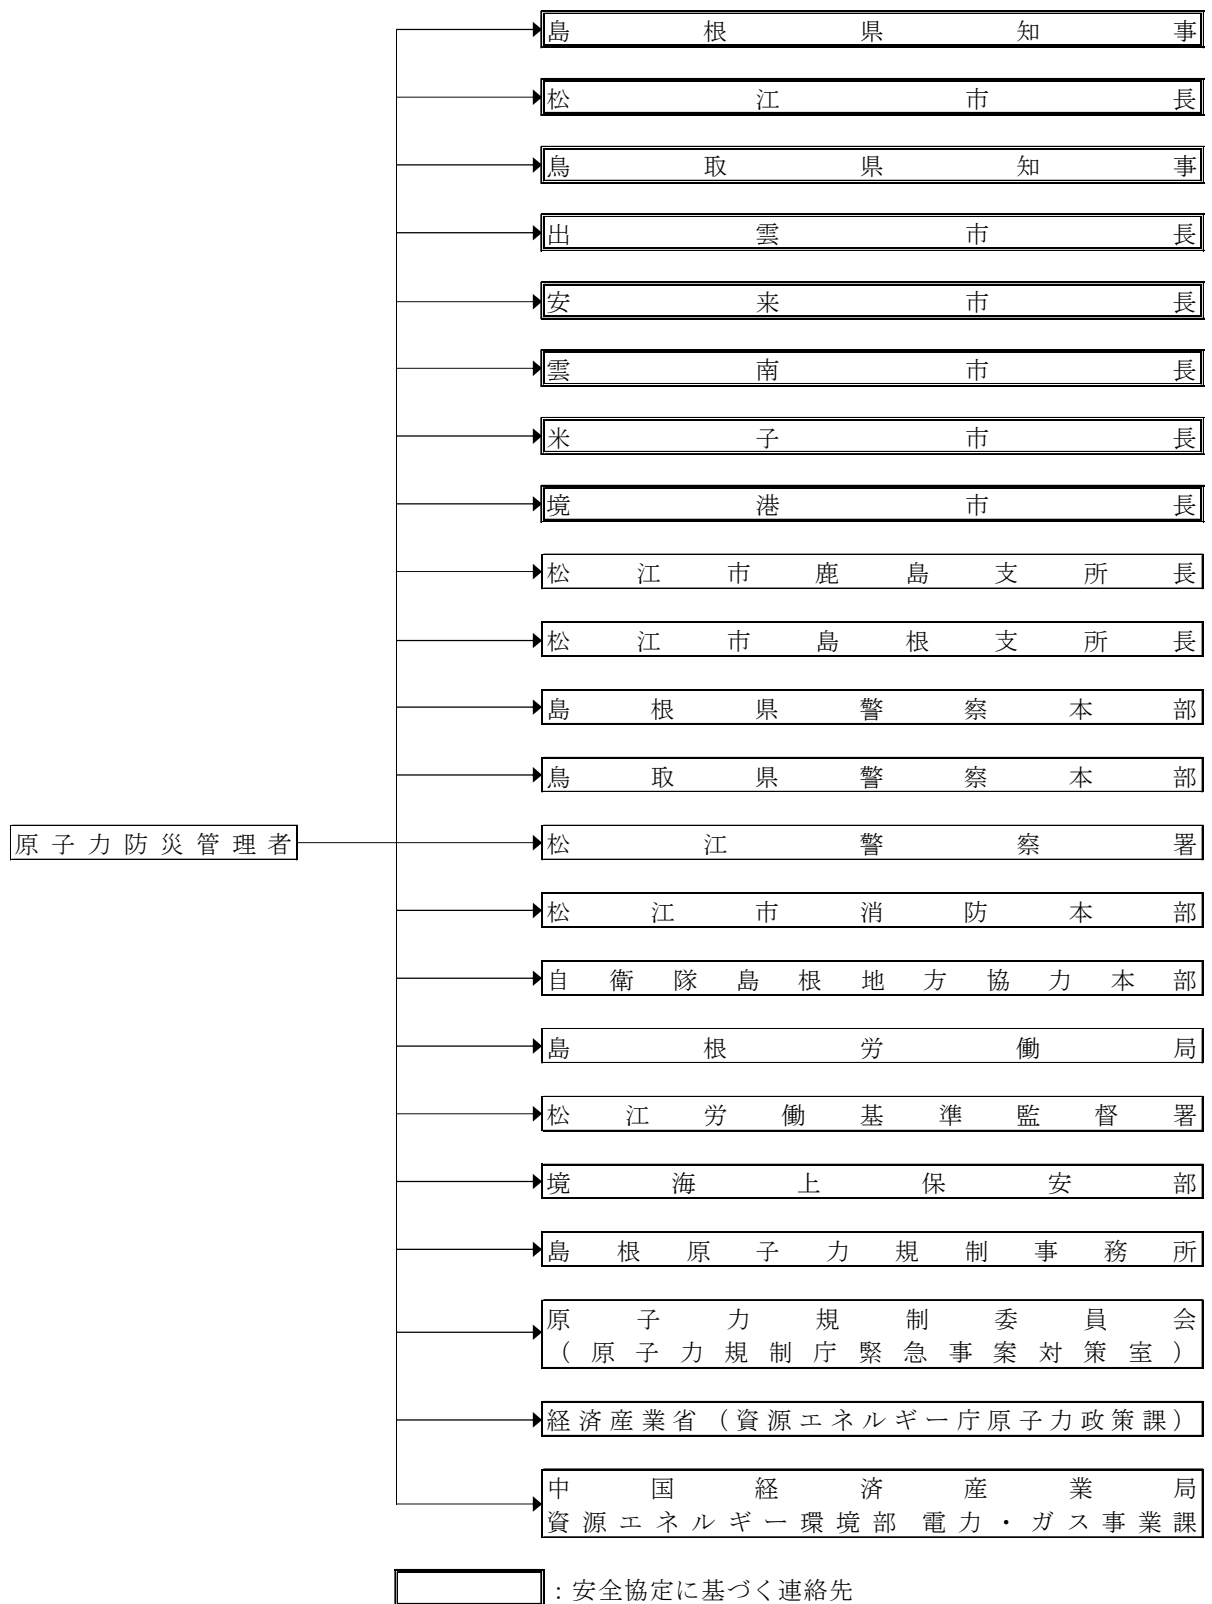 島根県知事
松江市長
鳥取県知事
出雲市長
安来市長
雲南市長
米子市長
境港市長
松江市鹿島支所長
松江市島根支所長
島根県警察本部
鳥取県警察本部
原子力防災管理者
松江警察署
松江市消防本部
自衛隊島根地方協力本部
島根労働局
松江労働基準監督署
境海上保安部
島根原子力規制事務所
原子力規制委員会
(原子力規制庁緊急事案対策室)
経済産業省(資源エネルギー庁原子力政策課)
中国経済産業局
資源エネルギー環境部 電力・ガス事業課
:安全協定に基づく連絡先